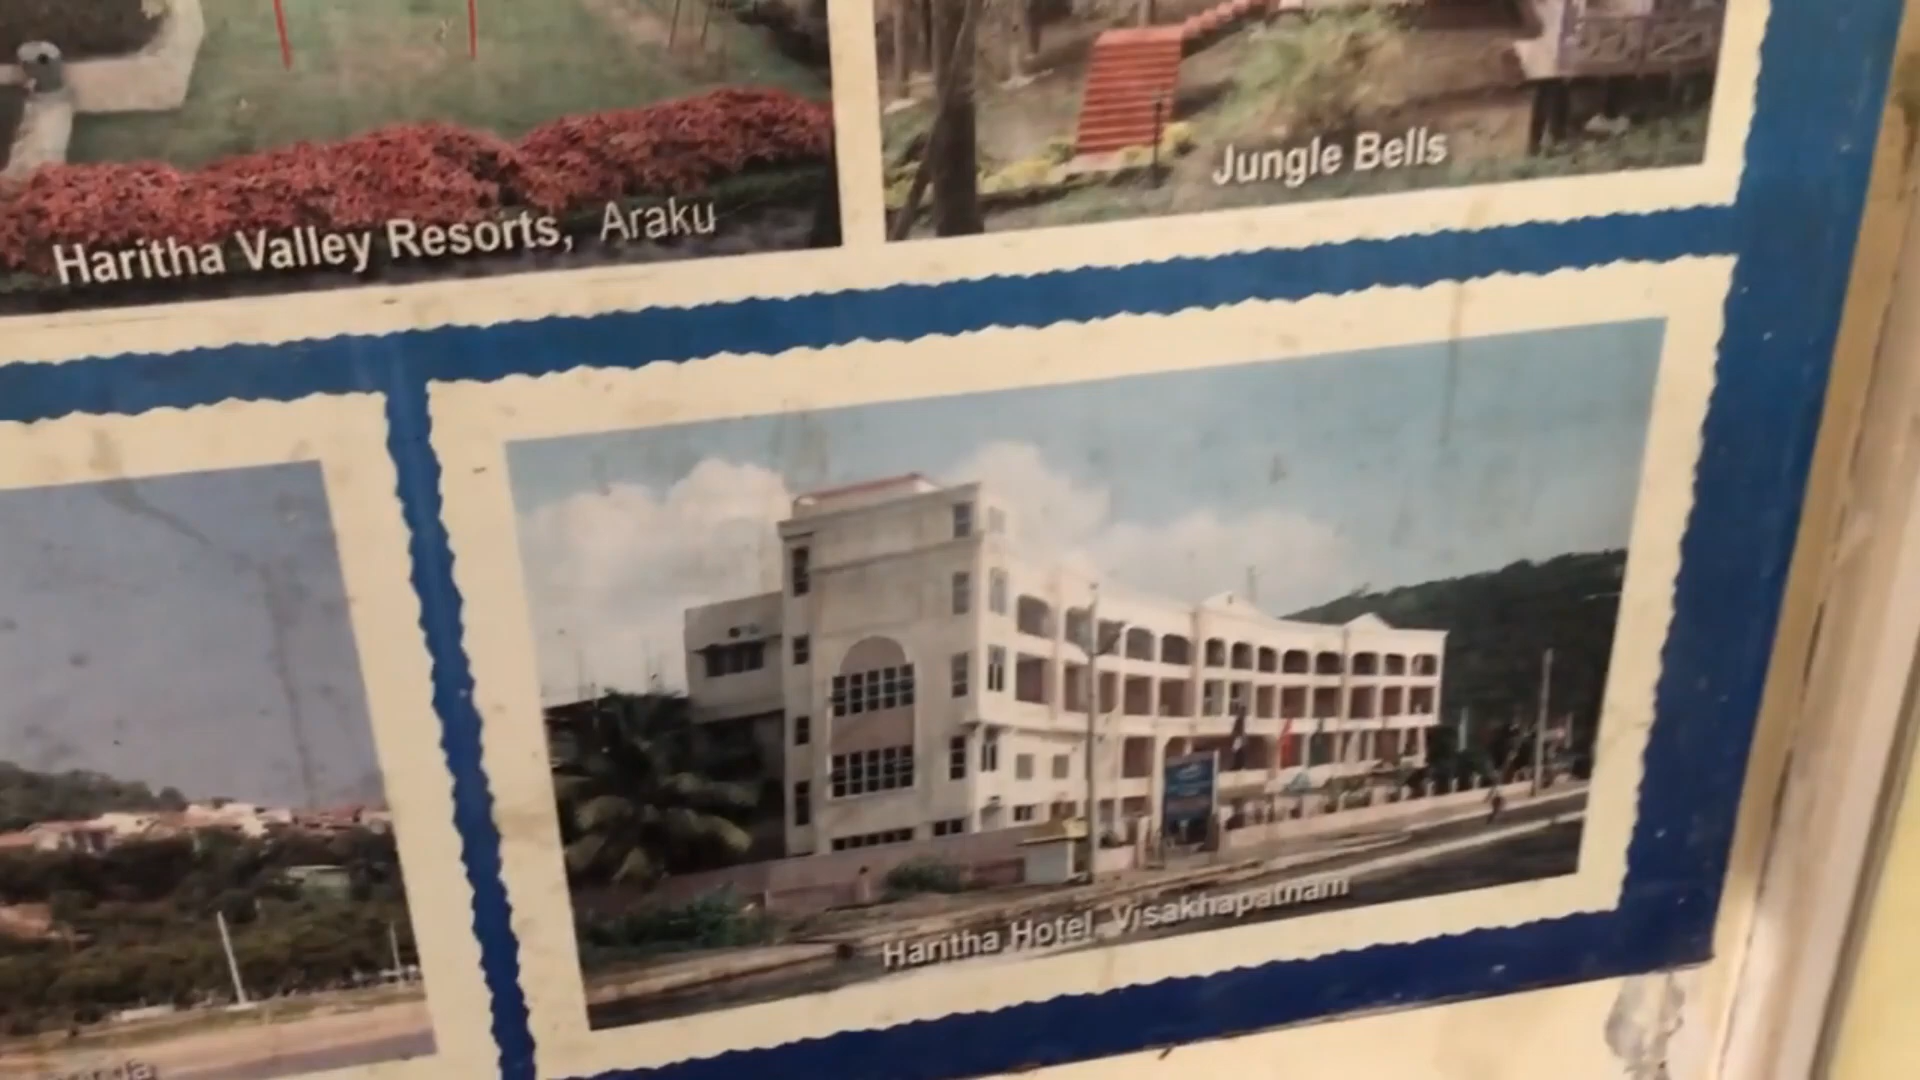 Haritha Valley Resorts, Araku
Jungle Bells
Haritha Hotel, Visakhapatnam